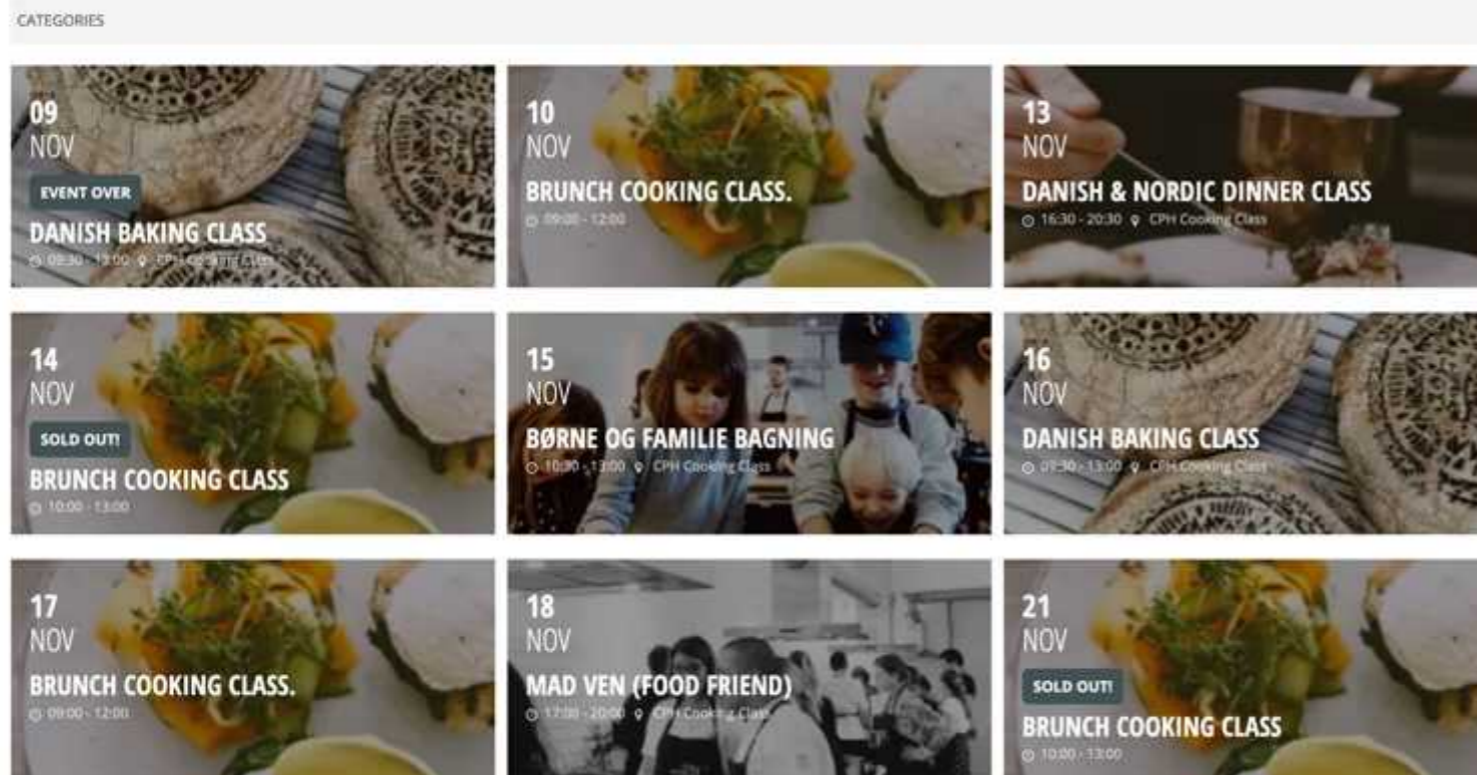 CATEGORIES
09
NOV
EVENT OVER
DANISH BAKING CLASS
09:30 - 13:00 CPH Cooking Class
10
NOV
BRUNCH COOKING CLASS.
09:00 - 12:00
13
NOV
DANISH & NORDIC DINNER CLASS
16:30 - 20:30 CPH Cooking Class
14
NOV
SOLD OUT!
BRUNCH COOKING CLASS
10:00 - 13:00
15
NOV
BØRNE OG FAMILIE BAGNING
10:30 - 13:00 CPH Cooking Class
16
NOV
DANISH BAKING CLASS
09:30 - 13:00 CPH Cooking Class
17
NOV
BRUNCH COOKING CLASS.
09:00 - 12:00
18
NOV
MAD VEN (FOOD FRIEND)
17:00 - 20:00 CPH Cooking Class
21
NOV
SOLD OUT!
BRUNCH COOKING CLASS
10:00 - 13:00